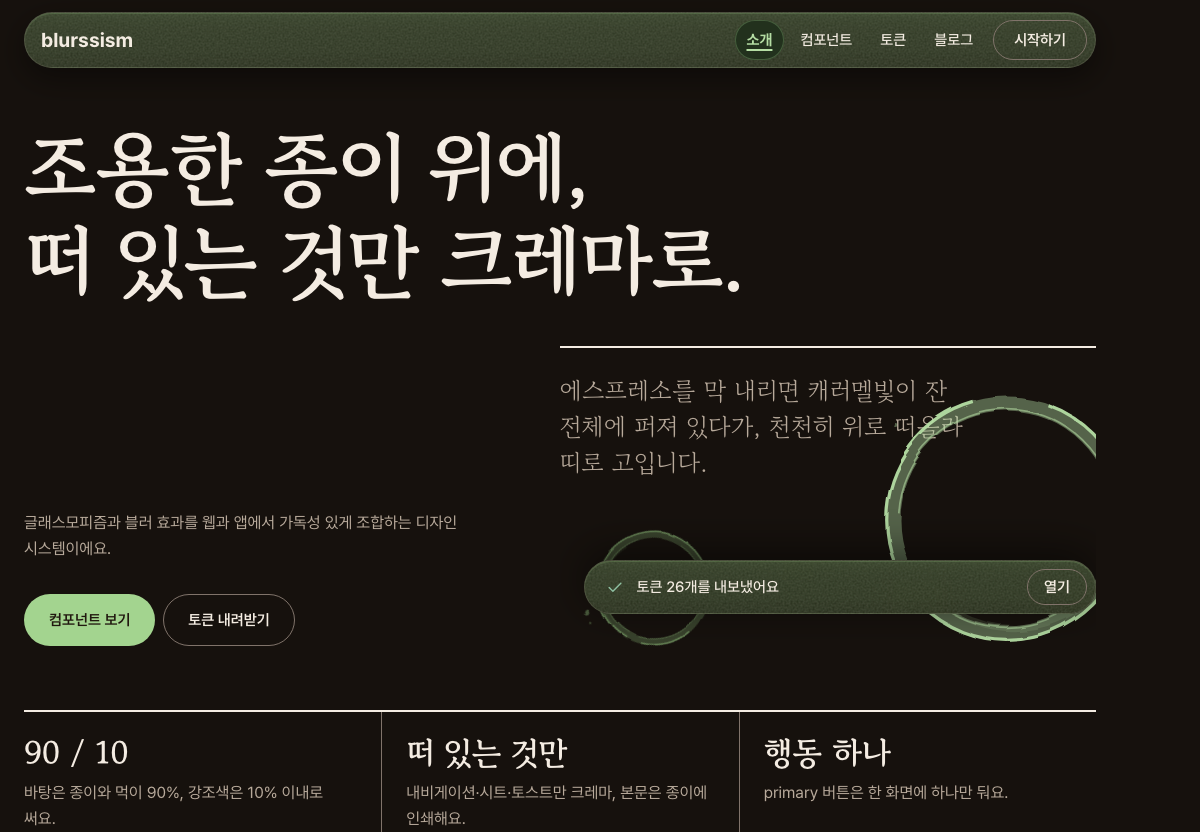 blurssism
소개
컴포넌트
토큰
블로그
시작하기
조용한 종이 위에,
떠 있는 것만 크레마로.
에스프레소를 막 내리면 캐러멜빛이 잔
전체에 퍼져 있다가, 천천히 위로 떠올라
띠로 고입니다.
글래스모피즘과 블러 효과를 웹과 앱에서 가독성 있게 조합하는 디자인
시스템이에요.
토큰 26개를 내보냈어요
열기
컴포넌트 보기
토큰 내려받기
90 / 10
바탕은 종이와 먹이 90%, 강조색은 10% 이내로
써요.
떠 있는 것만
내비게이션·시트·토스트만 크레마, 본문은 종이에
인쇄해요.
행동 하나
primary 버튼은 한 화면에 하나만 둬요.